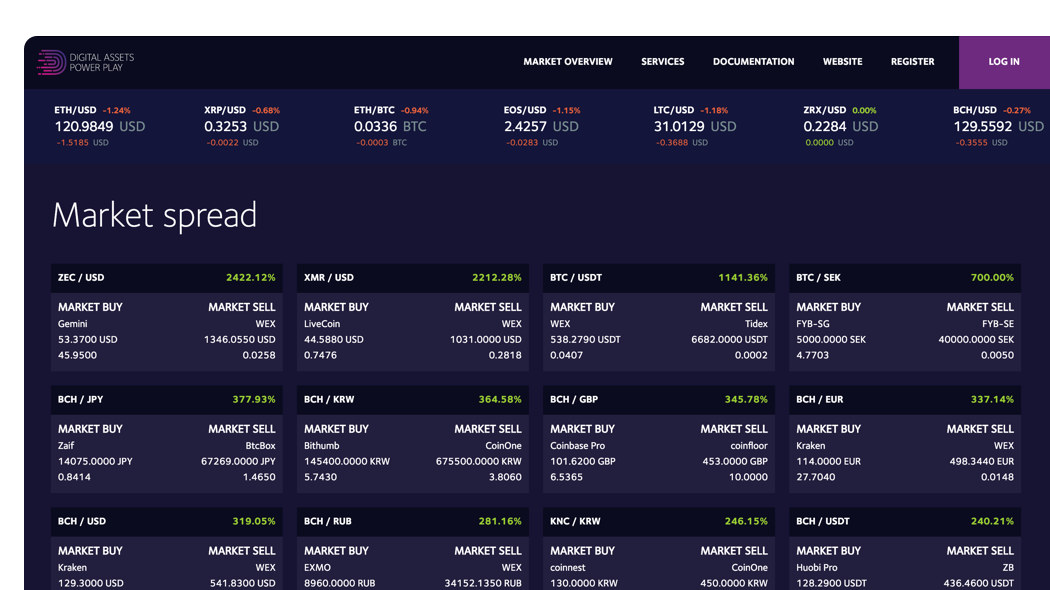 DIGITAL ASSETS
POWER PLAY
MARKET OVERVIEW SERVICES DOCUMENTATION WEBSITE REGISTER LOG IN
ETH/USD -1.24% XRP/USD -0.68% ETH/BTC -0.94% EOS/USD -1.15% LTC/USD -1.18% ZRX/USD 0.00% BCH/USD -0.27%
120.9849 USD 0.3253 USD 0.0336 BTC 2.4257 USD 31.0129 USD 0.2284 USD 129.5592 USD
-1.5185 USD -0.0022 USD -0.0003 BTC -0.0283 USD -0.3688 USD 0.0000 USD -0.3555 USD
Market spread
ZEC / USD 2422.12% XMR / USD 2212.28% BTC / USDT 1141.36% BTC / SEK 700.00%
MARKET BUY MARKET SELL MARKET BUY MARKET SELL MARKET BUY MARKET SELL MARKET BUY MARKET SELL
Gemini WEX LiveCoin WEX WEX Tidex FYB-SG FYB-SE
53.3700 USD 1346.0550 USD 44.5880 USD 1031.0000 USD 538.2790 USDT 6682.0000 USDT 5000.0000 SEK 40000.0000 SEK
45.9500 0.0258 0.7476 0.2818 0.0407 0.0002 4.7703 0.0050
BCH / JPY 377.93% BCH / KRW 364.58% BCH / GBP 345.78% BCH / EUR 337.14%
MARKET BUY MARKET SELL MARKET BUY MARKET SELL MARKET BUY MARKET SELL MARKET BUY MARKET SELL
Zaif BtcBox Bithumb CoinOne Coinbase Pro coinfloor Kraken WEX
14075.0000 JPY 67269.0000 JPY 145400.0000 KRW 675500.0000 KRW 101.6200 GBP 453.0000 GBP 114.0000 EUR 498.3440 EUR
0.8414 1.4650 5.7430 3.8060 6.5365 10.0000 27.7040 0.0148
BCH / USD 319.05% BCH / RUB 281.16% KNC / KRW 246.15% BCH / USDT 240.21%
MARKET BUY MARKET SELL MARKET BUY MARKET SELL MARKET BUY MARKET SELL MARKET BUY MARKET SELL
Kraken WEX EXMO WEX coinnest CoinOne Huobi Pro ZB
129.3000 USD 541.8300 USD 8960.0000 RUB 34152.1350 RUB 130.0000 KRW 450.0000 KRW 128.2900 USDT 436.4600 USDT